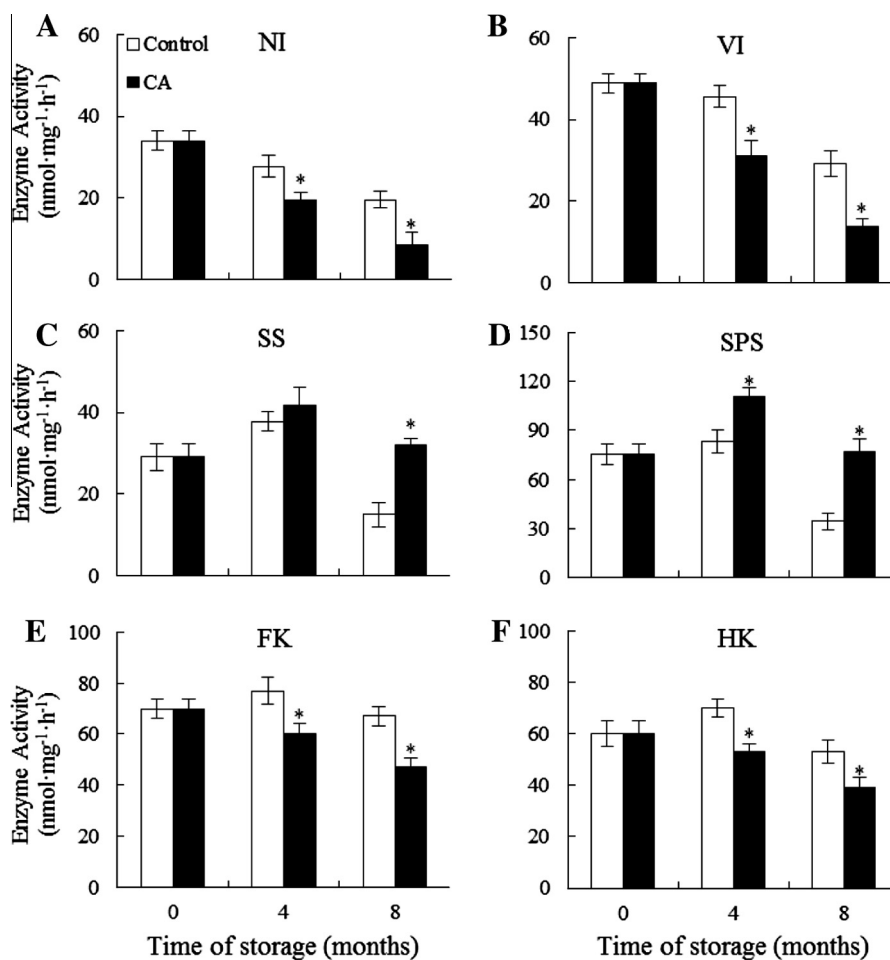 A
NI
Control
CA
Enzyme Activity
(nmol·mg⁻¹·h⁻¹)
60
40
20
0
*
*
B
VI
60
40
20
0
*
*
C
SS
Enzyme Activity
(nmol·mg⁻¹·h⁻¹)
60
40
20
0
*
D
SPS
150
120
90
60
30
0
*
*
E
FK
Enzyme Activity
(nmol·mg⁻¹·h⁻¹)
100
80
60
40
20
0
*
*
0 4 8
Time of storage (months)
F
HK
100
80
60
40
20
0
*
*
0 4 8
Time of storage (months)